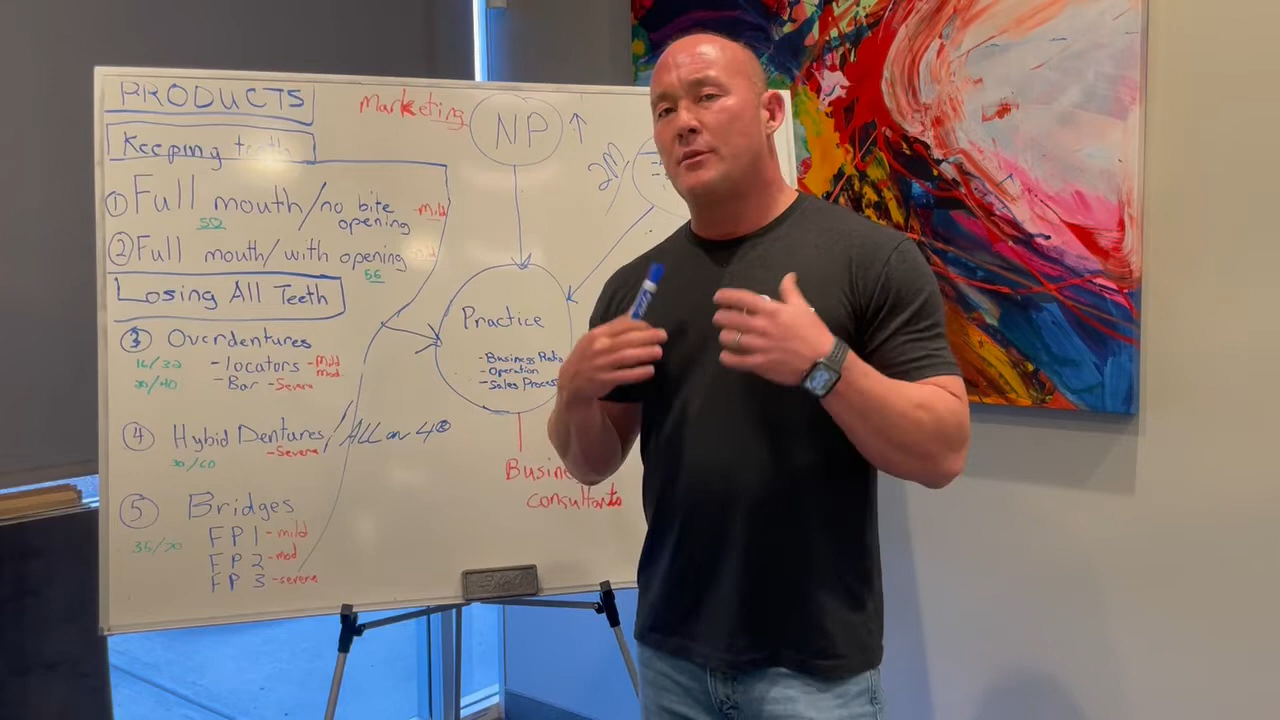 PRODUCTS
Keeping teeth
① Full mouth/no bite opening - Mild
50
② Full mouth/with opening
55
Losing All Teeth
③ Overdentures
16/32 - locators - Mild
mod
30/40 - Bar - Severe
④ Hybid Dentures/All on 4®
- Severe
30/60
⑤ Bridges
35/70 FP1 - mild
FP2 - mod
FP3 - severe
Marketing
NP ↑
2M
Practice
- Business Ratio
- Operation
- Sales Process
Business
consultants